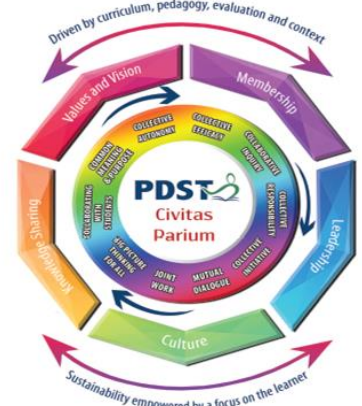 Driven by curriculum, pedagogy, evaluation and context
Values and Vision
Membership
Leadership
Culture
Knowledge Sharing
COLLECTIVE
AUTONOMY
COLLECTIVE
EFFICACY
COLLABORATIVE
INQUIRY
COLLECTIVE
RESPONSIBILITY
COLLECTIVE
INITIATIVE
MUTUAL
DIALOGUE
JOINT
WORK
BIG PICTURE
THINKING
FOR ALL
COLLABORATING
WITH
STUDENTS
COMMON
MEANING
& PURPOSE
PDST
Civitas
Parium
Sustainability empowered by a focus on the learner